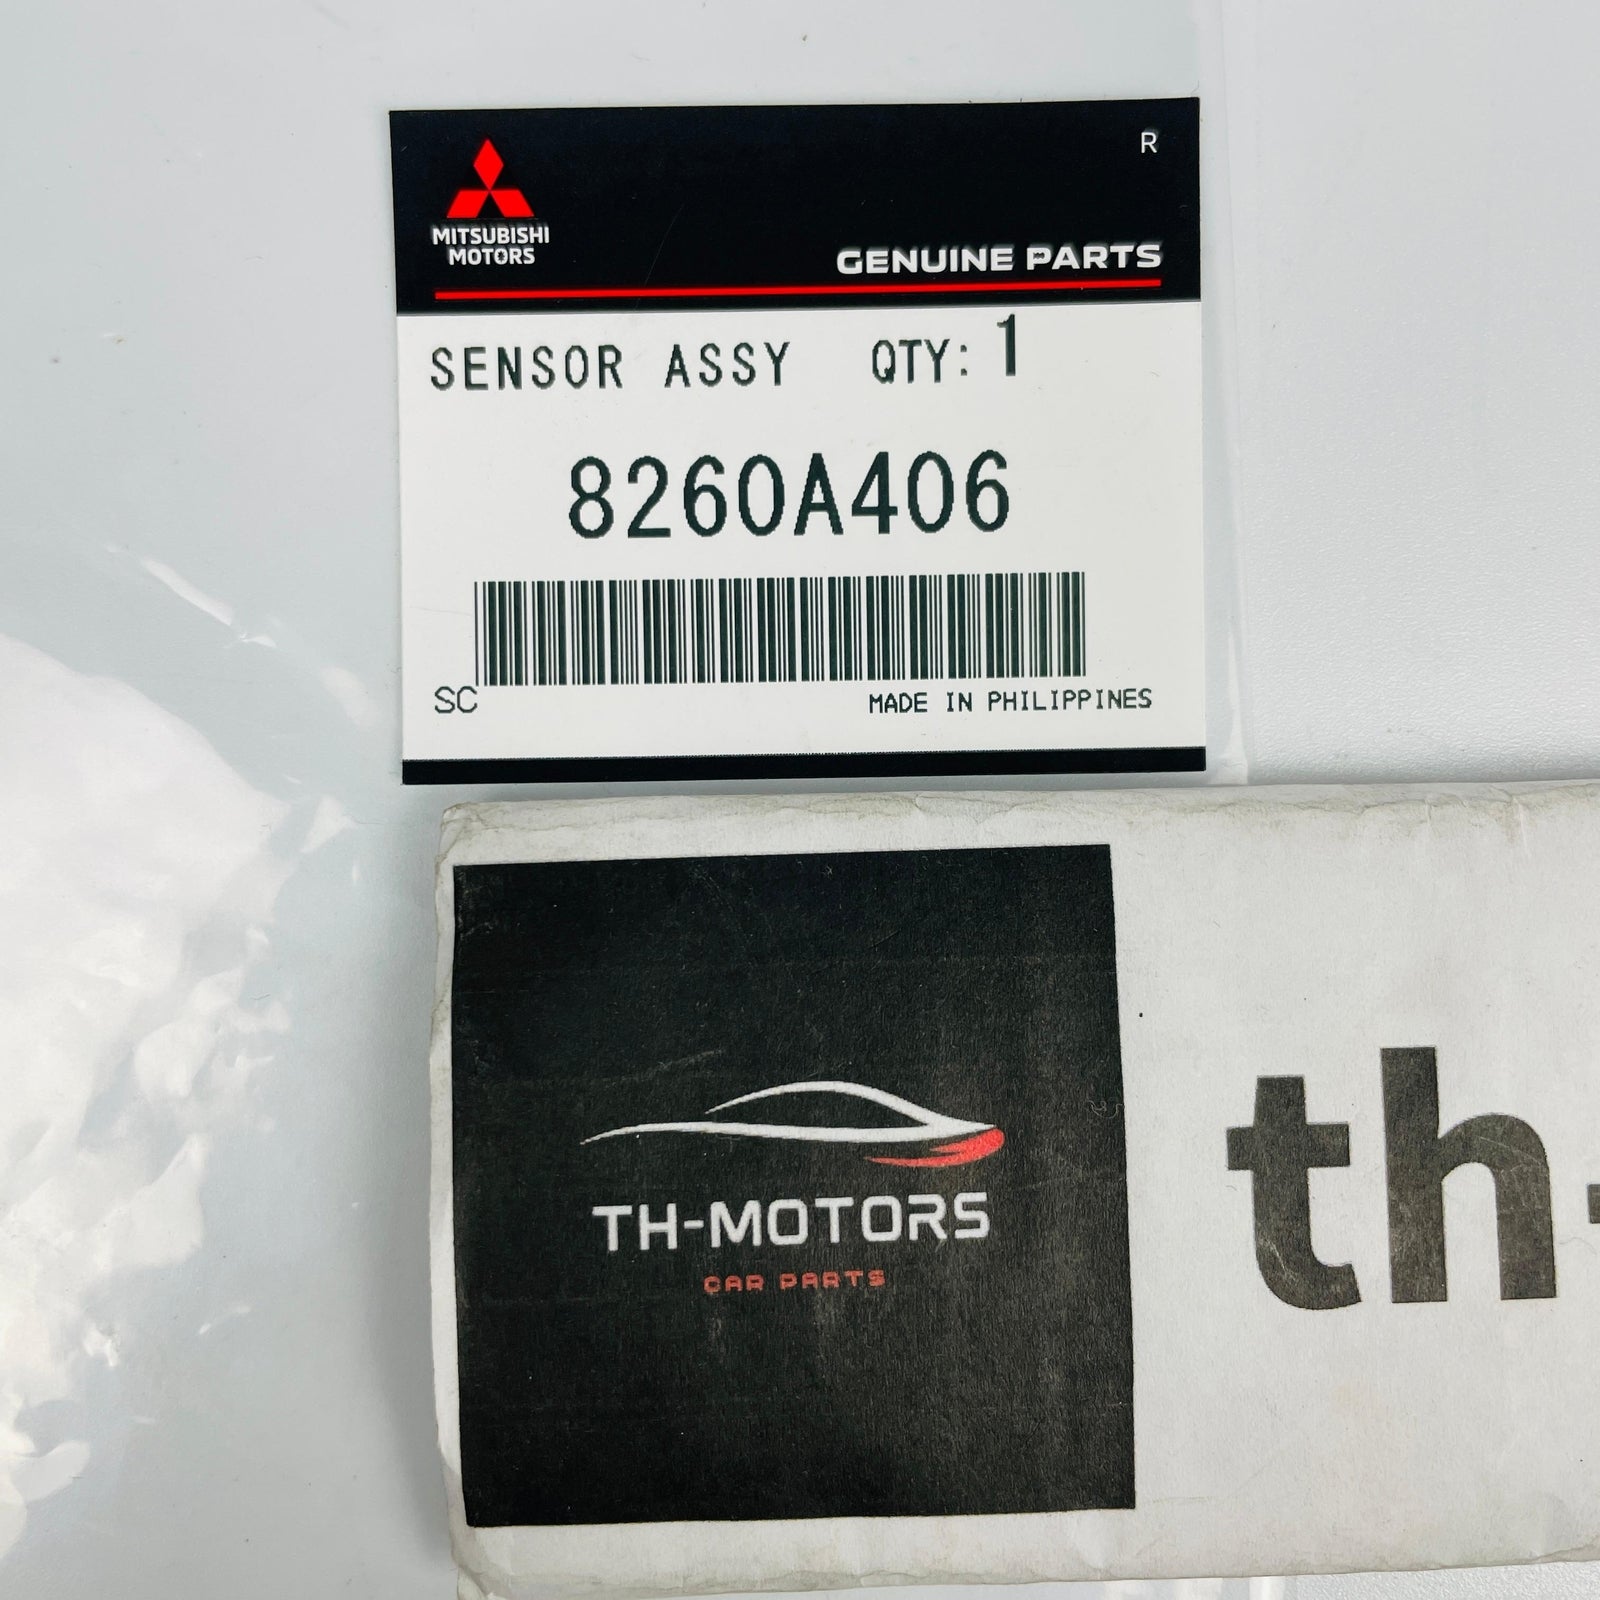 R
MITSUBISHI
MOTORS
GENUINE PARTS
SENSOR ASSY QTY: 1
8260A406
SC
MADE IN PHILIPPINES
TH-MOTORS
CAR PARTS
th-